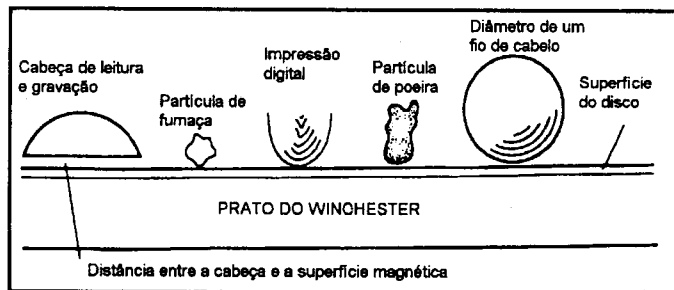 Cabeça de leitura
e gravação
Partícula de
fumaça
Impressão
digital
Partícula
de poeira
Diâmetro de um
fio de cabelo
Superfície
do disco
PRATO DO WINCHESTER
Distância entre a cabeça e a superfície magnética